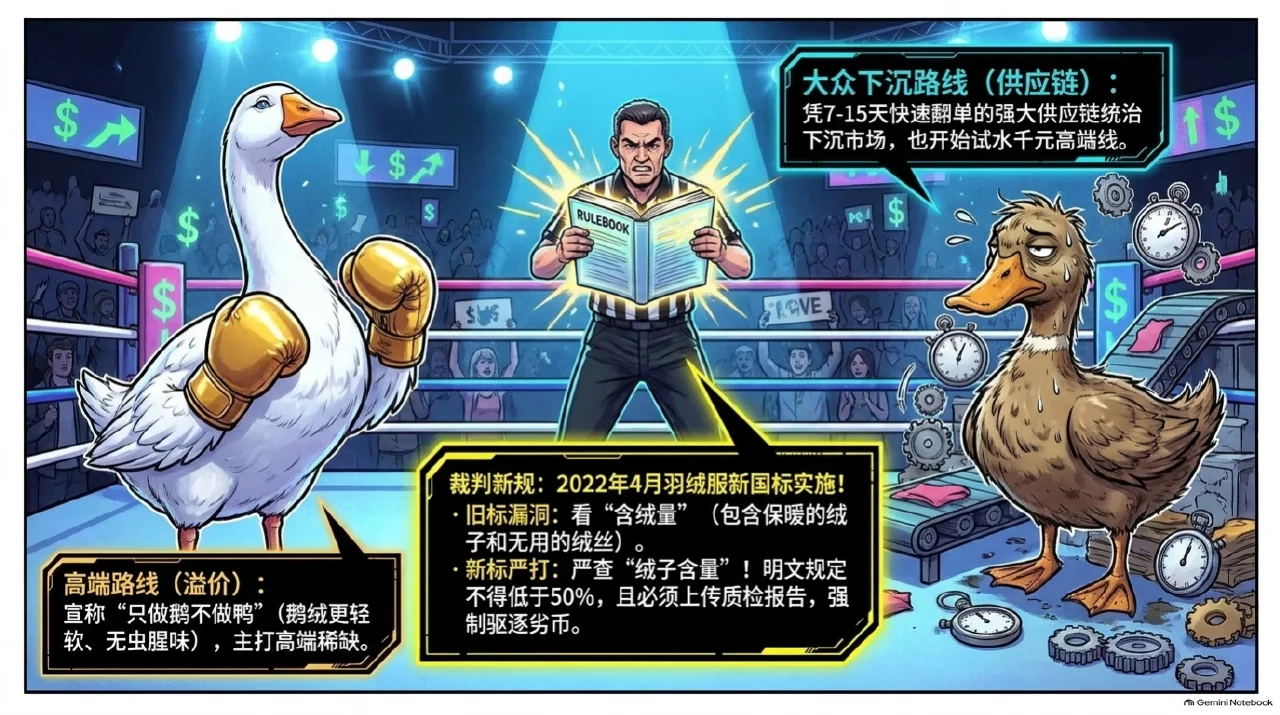 大众下沉路线（供应链）：
凭7-15天快速翻单的强大供应链统治
下沉市场，也开始试水千元高端线。
RULEBOOK
裁判新规：2022年4月羽绒服新国标实施！
·旧标漏洞：看“含绒量”（包含保暖的绒
子和无用的绒丝）。
·新标严打：严查“绒子含量”！明文规定
不得低于50%，且必须上传质检报告，强
制驱逐劣币。
高端路线（溢价）：
宣称“只做鹅不做鸭”（鹅绒更轻
软、无虫腥味），主打高端稀缺。
Gemini Notebook